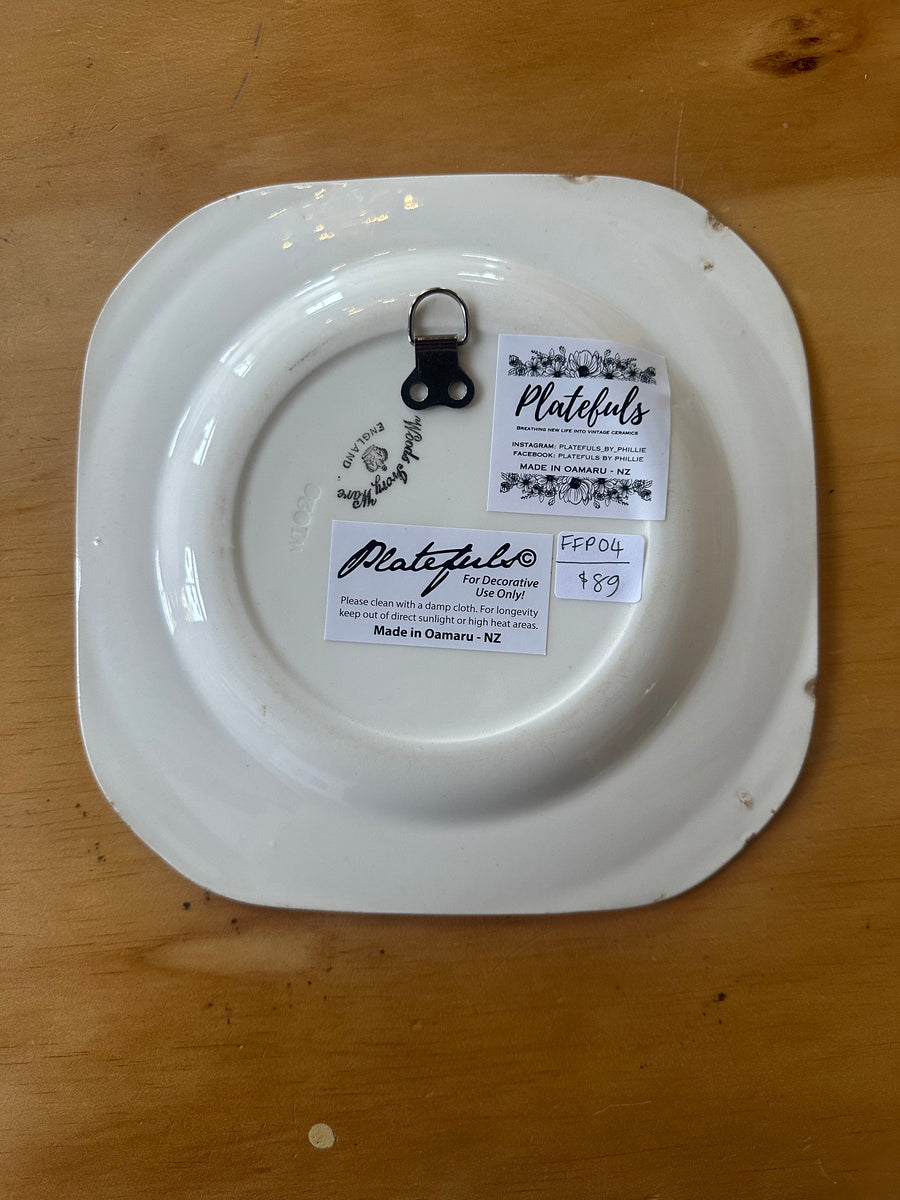 Platefuls
BREATHING NEW LIFE INTO VINTAGE CERAMICS
INSTAGRAM: PLATEFULS_BY_PHILLIE
FACEBOOK: PLATEFULS BY PHILLIE
MADE IN OAMARU - NZ
ENGLAND
Wood's Ivory Ware
Platefuls©
For Decorative
Use Only!
Please clean with a damp cloth. For longevity
keep out of direct sunlight or high heat areas.
Made in Oamaru - NZ
FFP04
$89